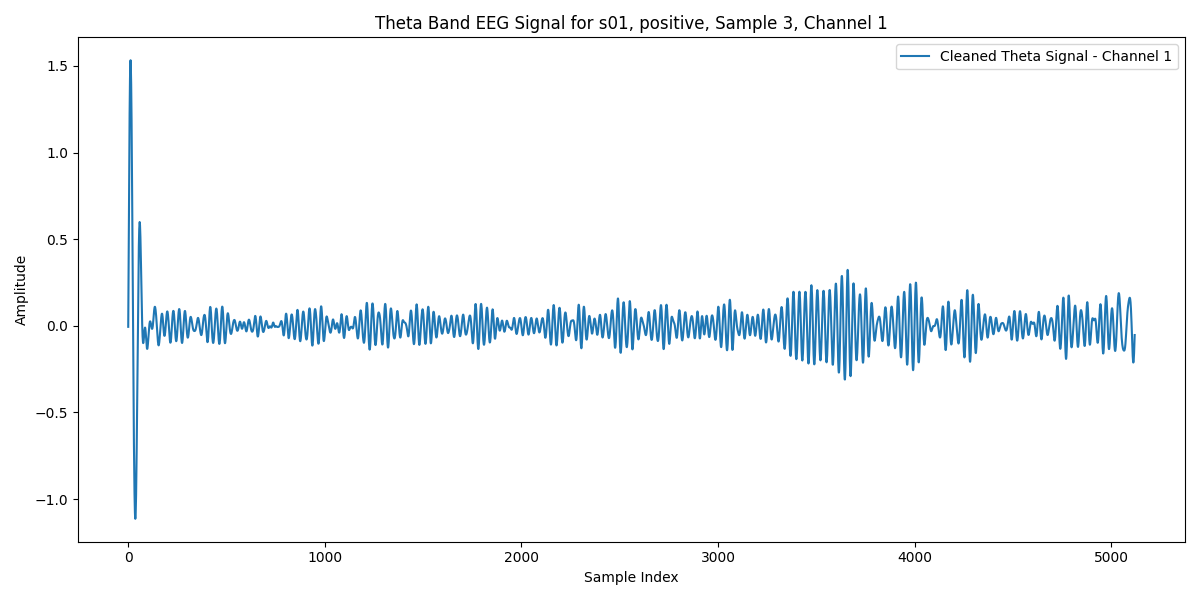 Theta Band EEG Signal for s01, positive, Sample 3, Channel 1
Cleaned Theta Signal - Channel 1
Amplitude
1.5
1.0
0.5
0.0
−0.5
−1.0
0 1000 2000 3000 4000 5000
Sample Index